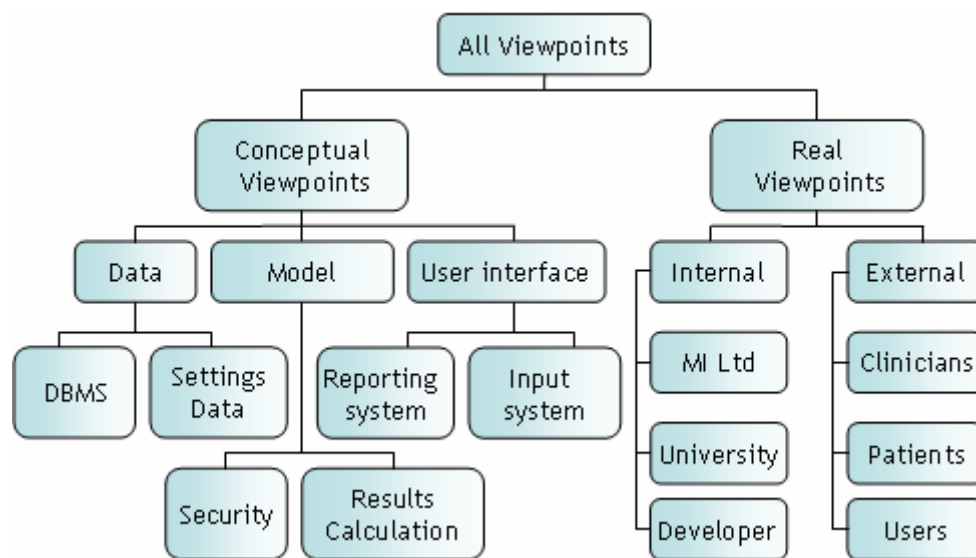 All Viewpoints
Conceptual
Viewpoints
Real
Viewpoints
Data
Model
User interface
Internal
External
DBMS
Settings
Data
Reporting
system
Input
system
MI Ltd
Clinicians
Security
Results
Calculation
University
Patients
Developer
Users